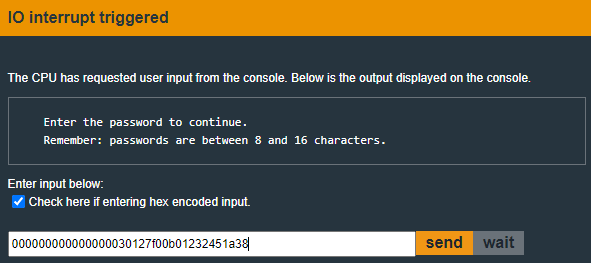 IO interrupt triggered
The CPU has requested user input from the console. Below is the output displayed on the console.
Enter the password to continue.
Remember: passwords are between 8 and 16 characters.
Enter input below:
Check here if entering hex encoded input.
000000000000000030127f00b01232451a38
send wait